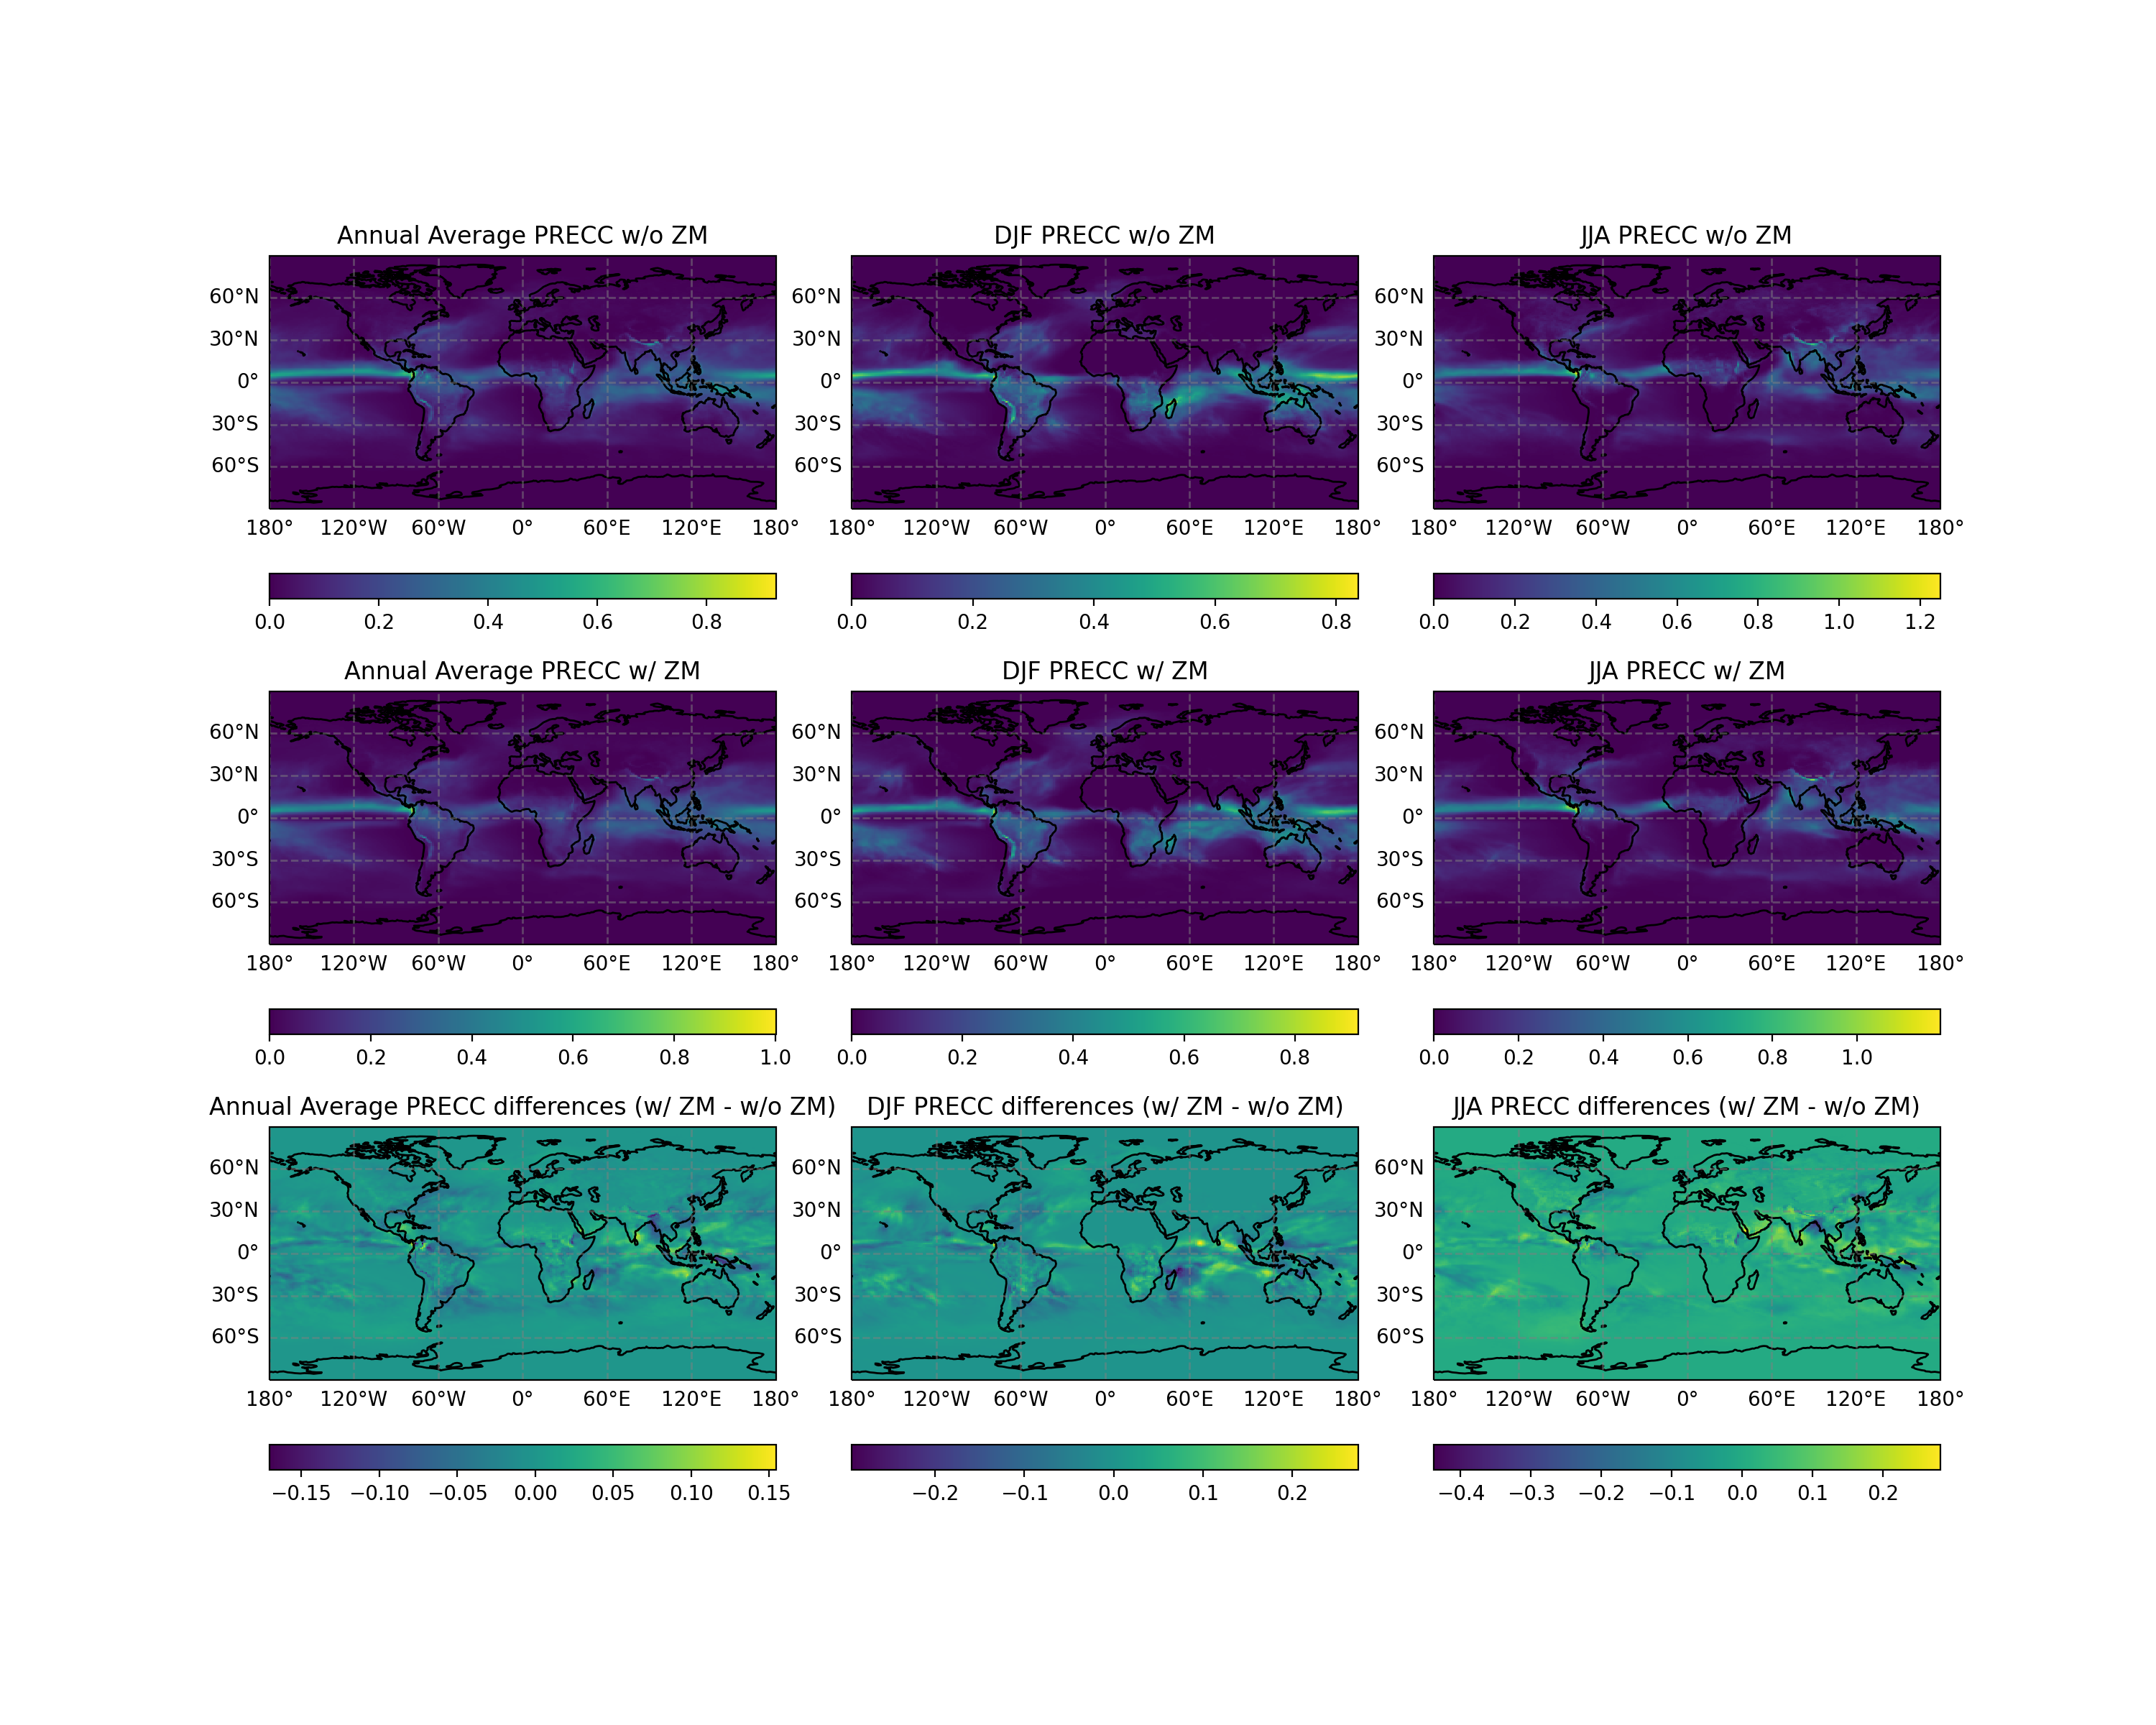 Annual Average PRECC w/o ZM DJF PRECC w/o ZM JJA PRECC w/o ZM
60°N 60°N 60°N
30°N 30°N 30°N
0° 0° 0°
30°S 30°S 30°S
60°S 60°S 60°S
180° 120°W 60°W 0° 60°E 120°E 180° 180° 120°W 60°W 0° 60°E 120°E 180° 180° 120°W 60°W 0° 60°E 120°E 180°
0.0 0.2 0.4 0.6 0.8 0.0 0.2 0.4 0.6 0.8 0.0 0.2 0.4 0.6 0.8 1.0 1.2
Annual Average PRECC w/ ZM DJF PRECC w/ ZM JJA PRECC w/ ZM
60°N 60°N 60°N
30°N 30°N 30°N
0° 0° 0°
30°S 30°S 30°S
60°S 60°S 60°S
180° 120°W 60°W 0° 60°E 120°E 180° 180° 120°W 60°W 0° 60°E 120°E 180° 180° 120°W 60°W 0° 60°E 120°E 180°
0.0 0.2 0.4 0.6 0.8 1.0 0.0 0.2 0.4 0.6 0.8 0.0 0.2 0.4 0.6 0.8 1.0
Annual Average PRECC differences (w/ ZM - w/o ZM) DJF PRECC differences (w/ ZM - w/o ZM) JJA PRECC differences (w/ ZM - w/o ZM)
60°N 60°N 60°N
30°N 30°N 30°N
0° 0° 0°
30°S 30°S 30°S
60°S 60°S 60°S
180° 120°W 60°W 0° 60°E 120°E 180° 180° 120°W 60°W 0° 60°E 120°E 180° 180° 120°W 60°W 0° 60°E 120°E 180°
−0.15 −0.10 −0.05 0.00 0.05 0.10 0.15 −0.2 −0.1 0.0 0.1 0.2 −0.4 −0.3 −0.2 −0.1 0.0 0.1 0.2